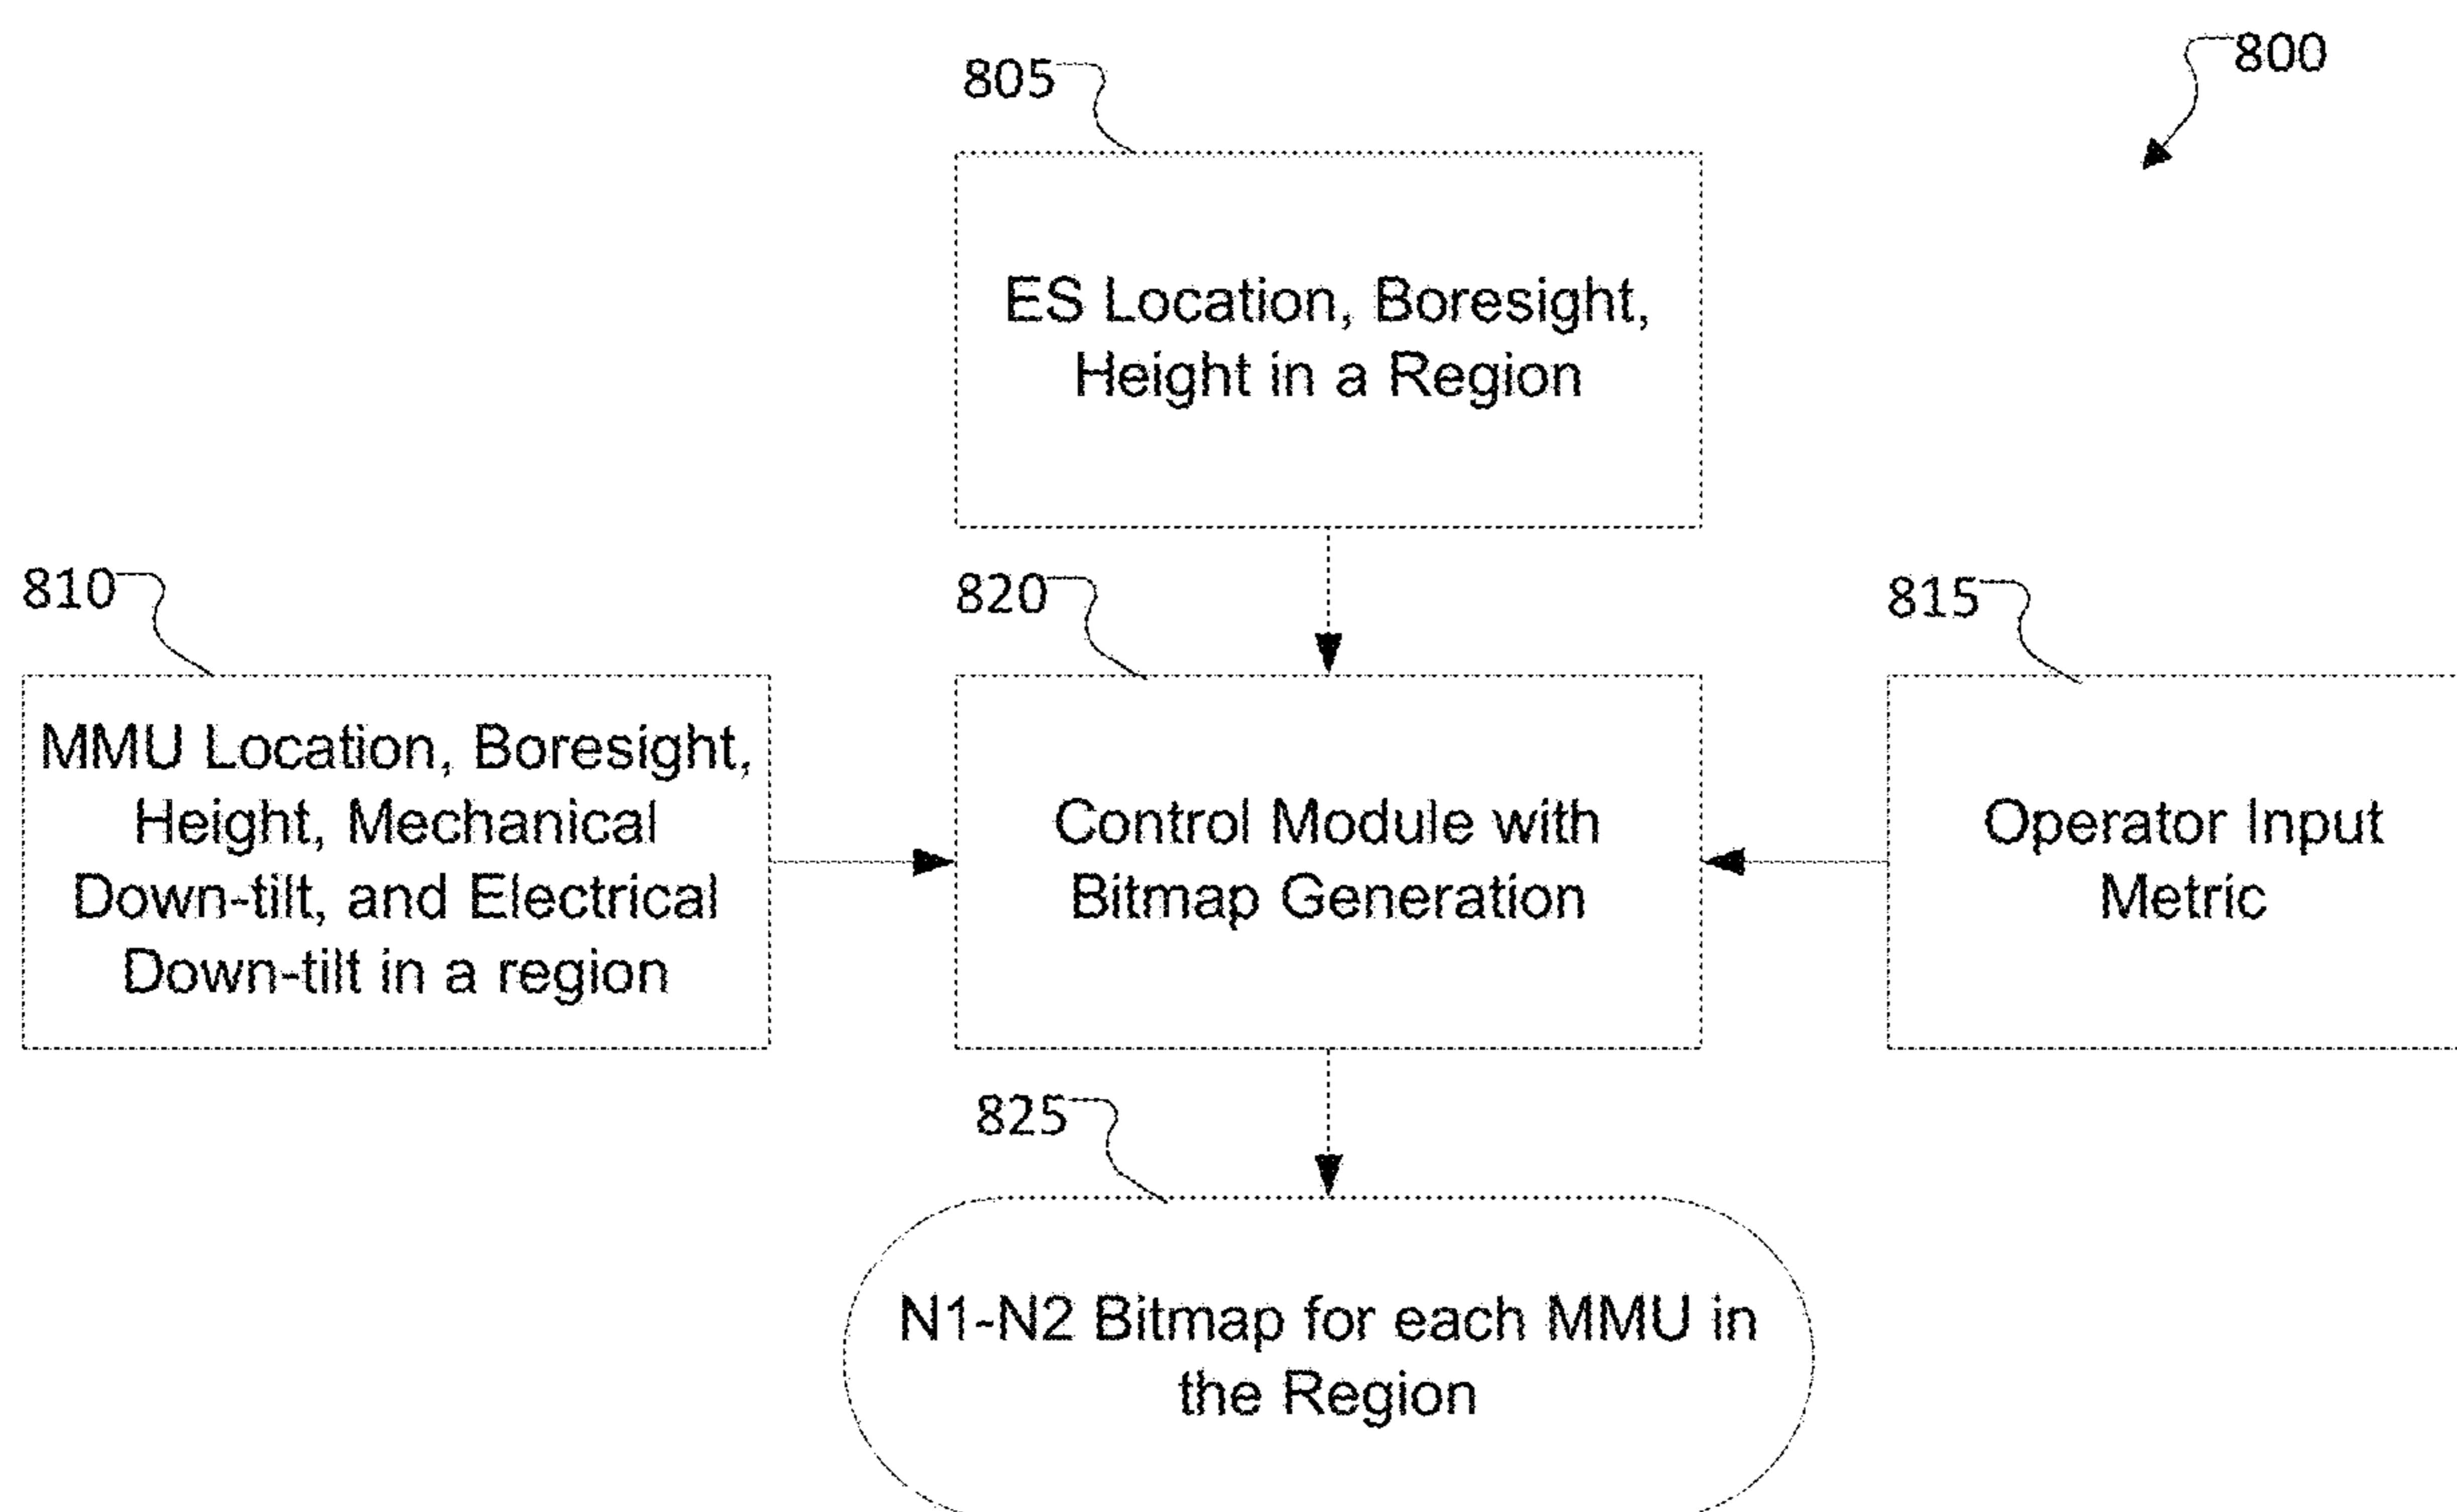 800
805
ES Location, Boresight,
Height in a Region
810
820
815
MMU Location, Boresight,
Height, Mechanical
Down-tilt, and Electrical
Down-tilt in a region
Control Module with
Bitmap Generation
Operator Input
Metric
825
N1-N2 Bitmap for each MMU in
the Region